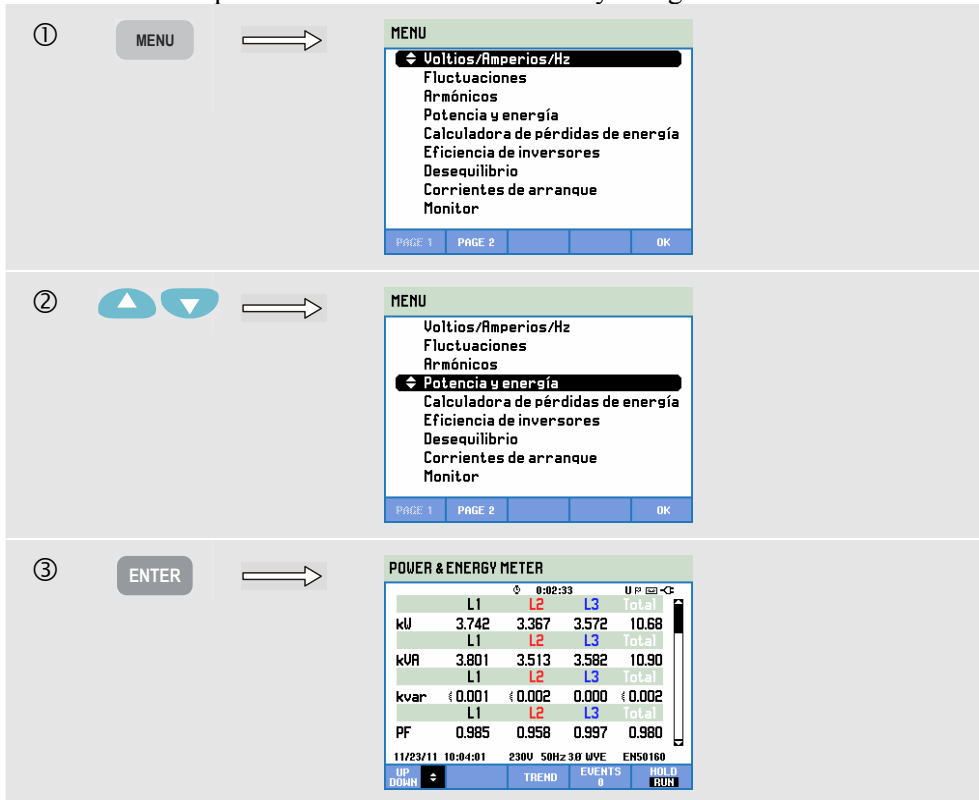 ① MENU
MENU
Voltios/Amperios/Hz
Fluctuaciones
Armónicos
Potencia y energía
Calculadora de pérdidas de energía
Eficiencia de inversores
Desequilibrio
Corrientes de arranque
Monitor
PAGE 1 PAGE 2 OK
②
MENU
Voltios/Amperios/Hz
Fluctuaciones
Armónicos
Potencia y energía
Calculadora de pérdidas de energía
Eficiencia de inversores
Desequilibrio
Corrientes de arranque
Monitor
PAGE 1 PAGE 2 OK
③ ENTER
POWER & ENERGY METER
0:02:33 U
L1 L2 L3 Total
kW 3.742 3.367 3.572 10.68
L1 L2 L3 Total
kVA 3.801 3.513 3.582 10.90
L1 L2 L3 Total
kvar 0.001 0.002 0.000 0.002
L1 L2 L3 Total
PF 0.985 0.958 0.997 0.980
11/23/11 10:04:01 230V 50Hz 3.0 WYE EN50160
UP DOWN TREND EVENTS 0 HOLD RUN